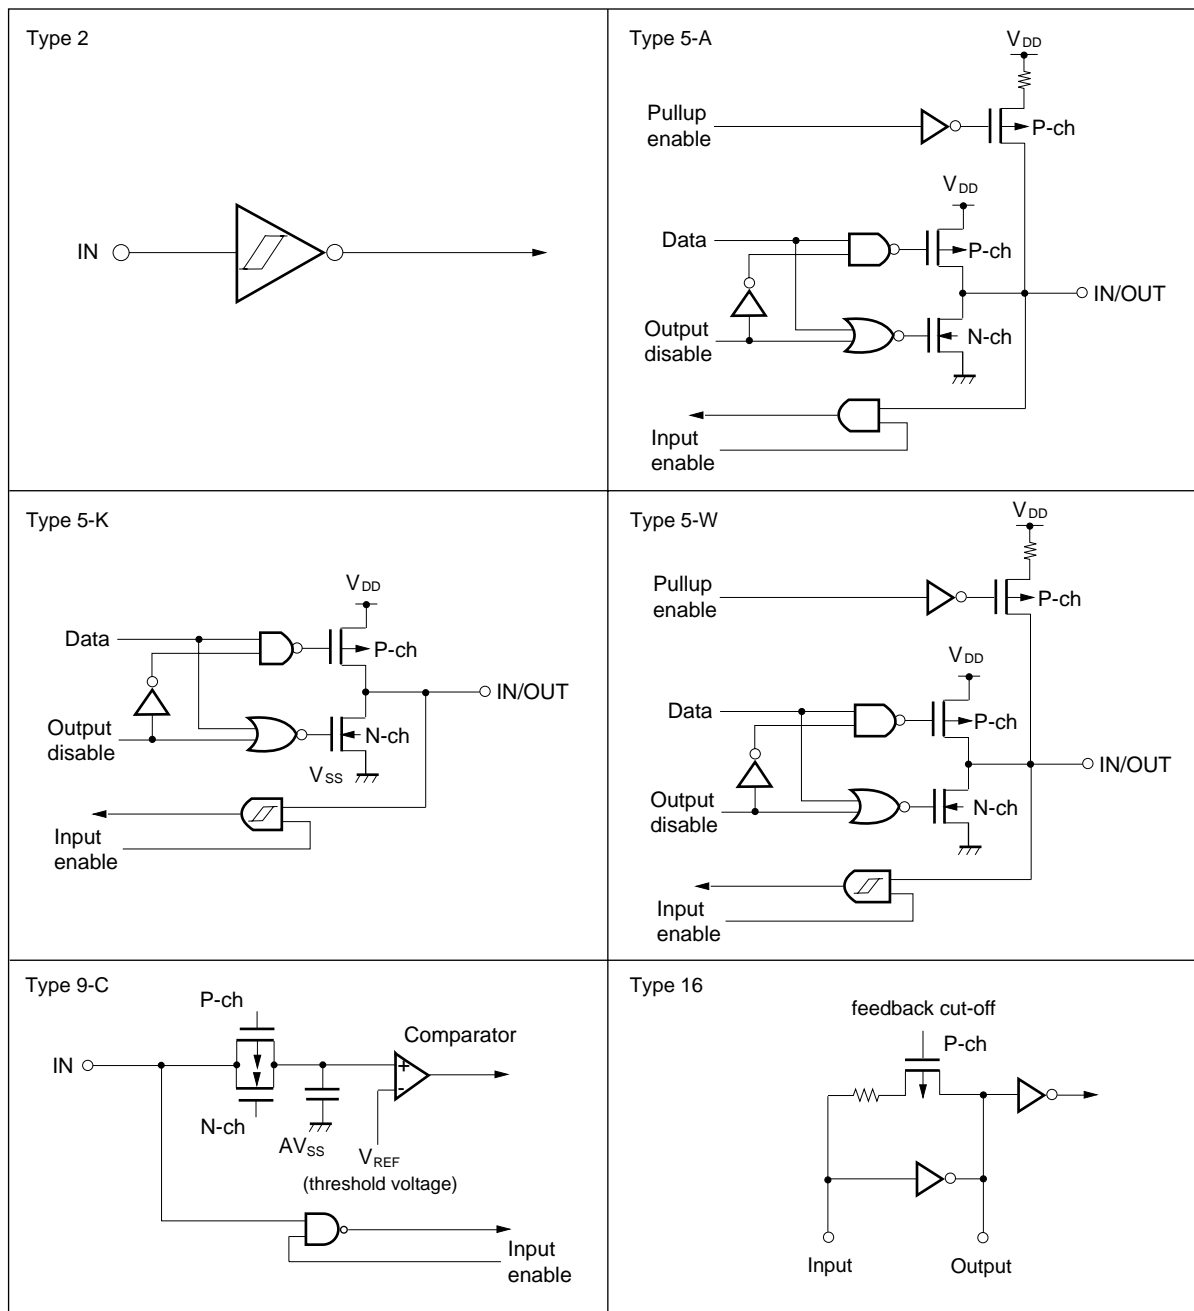 Type 2
IN
Type 5-A
VDD
Pullup
enable
P-ch
VDD
Data
P-ch
IN/OUT
Output
disable
N-ch
Input
enable
Type 5-K
VDD
Data
P-ch
IN/OUT
Output
disable
N-ch
VSS
Input
enable
Type 5-W
VDD
Pullup
enable
P-ch
VDD
Data
P-ch
IN/OUT
Output
disable
N-ch
Input
enable
Type 9-C
P-ch
Comparator
IN
+
-
N-ch
AVSS
VREF
(threshold voltage)
Input
enable
Type 16
feedback cut-off
P-ch
Input
Output